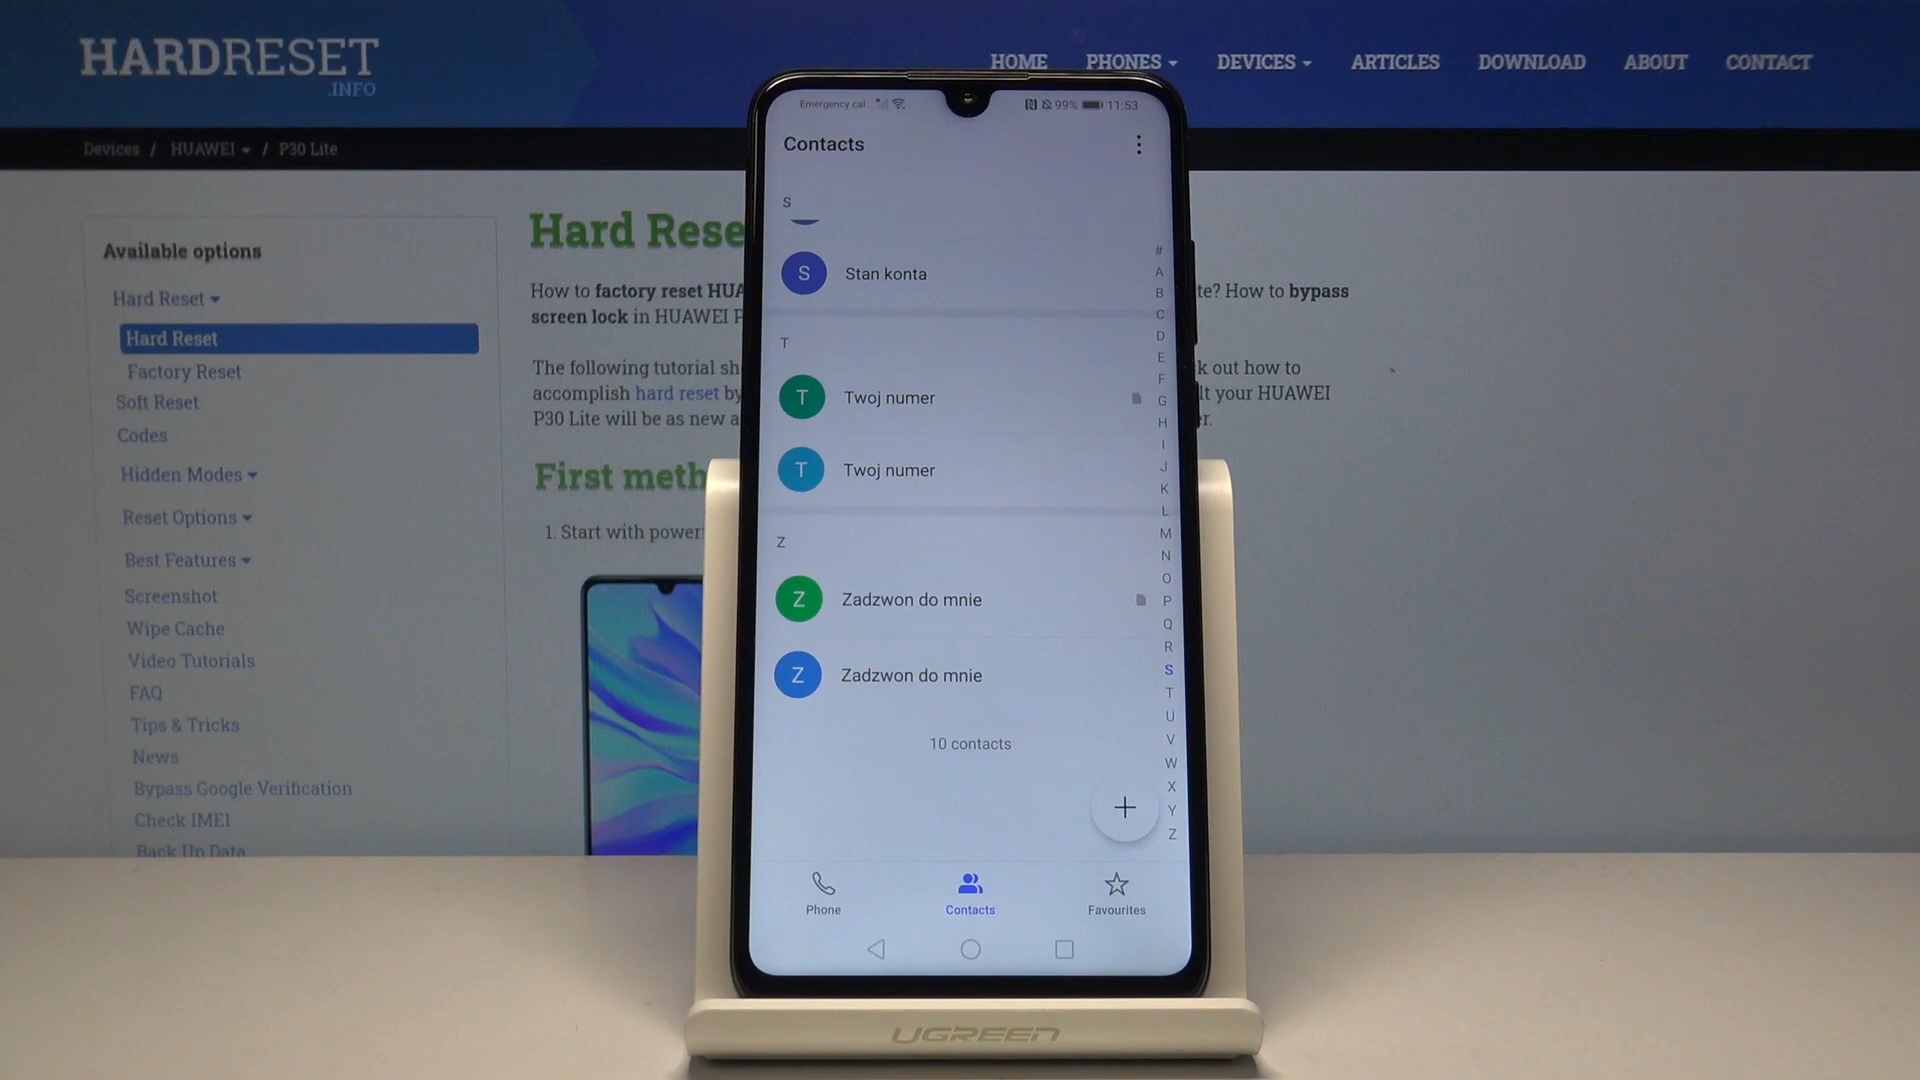 HARDRESET
.INFO
HOME PHONES DEVICES ARTICLES DOWNLOAD ABOUT CONTACT
Devices / HUAWEI / P30 Lite
Available options
Hard Reset
Hard Reset
Factory Reset
Soft Reset
Codes
Hidden Modes
Reset Options
Best Features
Screenshot
Wipe Cache
Video Tutorials
FAQ
Tips & Tricks
News
Bypass Google Verification
Check IMEI
Back Up Data
Hard Rese
How to factory reset HUA
te? How to bypass
screen lock in HUAWEI P
The following tutorial sh
k out how to
accomplish hard reset by
lt your HUAWEI
P30 Lite will be as new a
r.
First meth
1. Start with power
Emergency cal... 99% 11:53
Contacts
S
S Stan konta
T
T Twoj numer
T Twoj numer
Z
Z Zadzwon do mnie
Z Zadzwon do mnie
10 contacts
+
#
A
B
C
D
E
F
G
H
I
J
K
L
M
N
O
P
Q
R
S
T
U
V
W
X
Y
Z
Phone Contacts Favourites
UGREEN